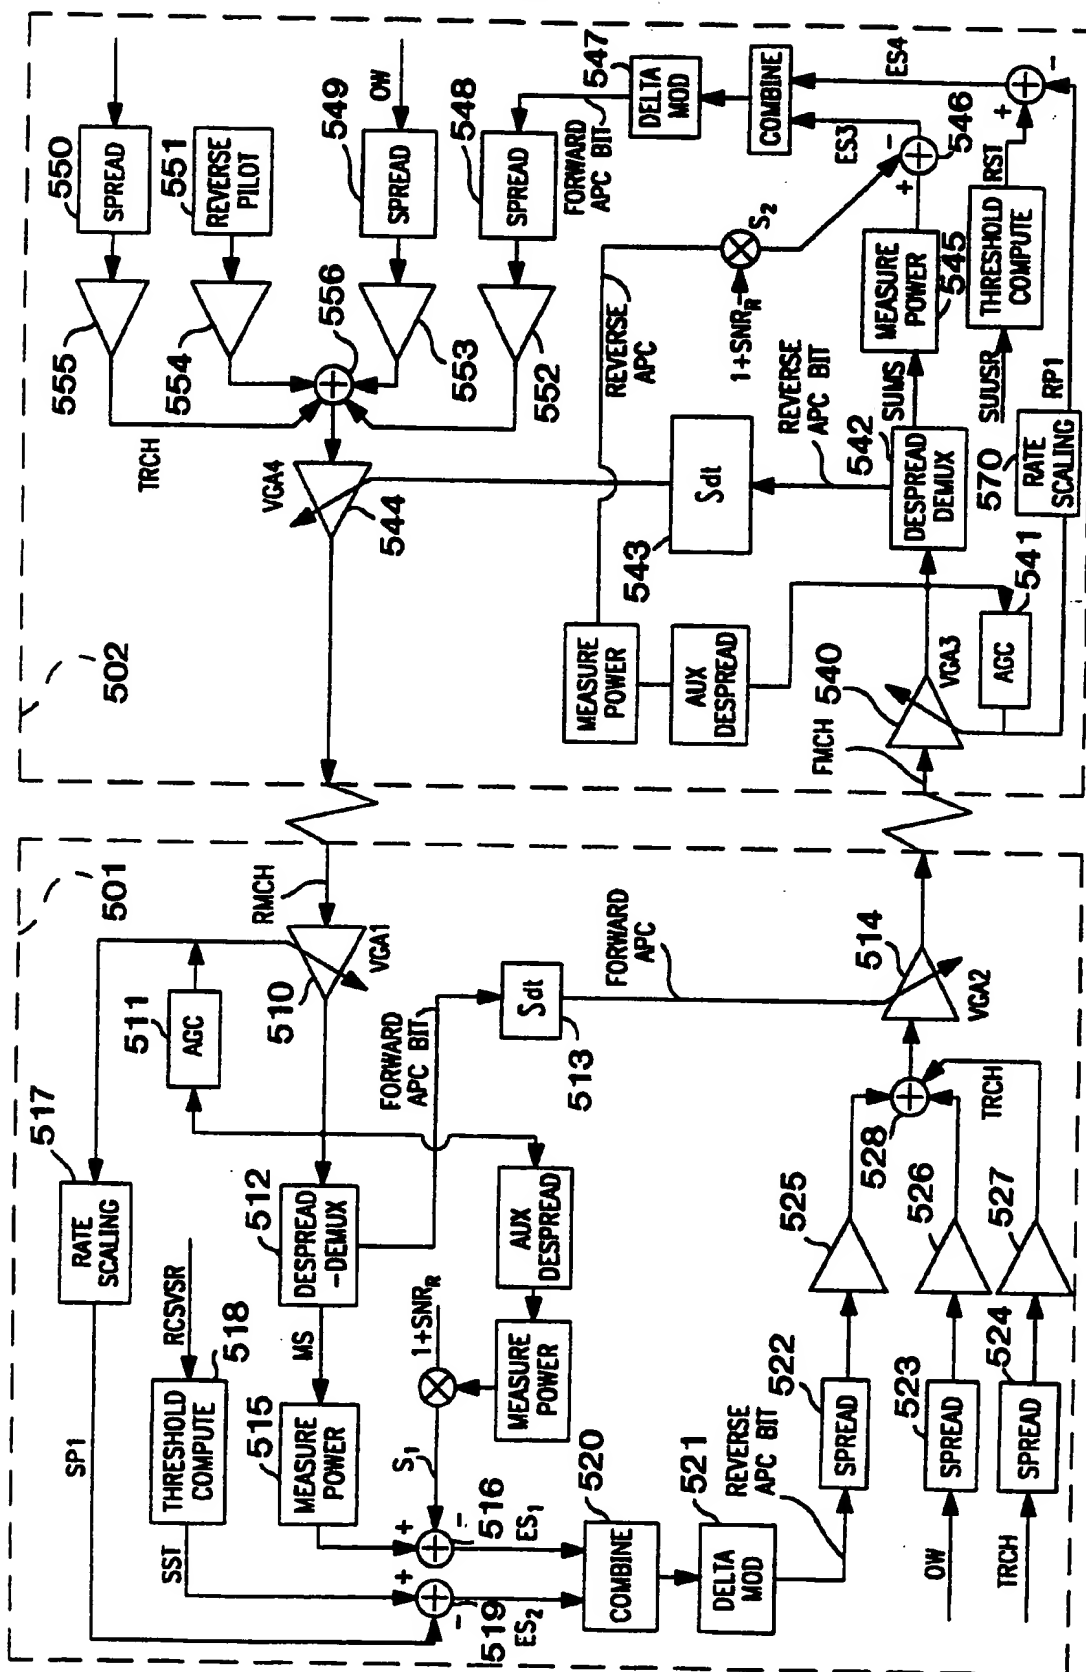 501
517
RATE
SCALING
SP1
511
AGC
RMCH
VGA1
510
RCSVSR
518
THRESHOLD
COMPUTE
SST
512
DESPREAD
-DEMUX
MS
515
MEASURE
POWER
FORWARD
APC BIT
∫dt
513
FORWARD
APC
AUX
DESPREAD
MEASURE
POWER
1+SNRR
S1
+
-
516
ES1
+
-
519
ES2
520
COMBINE
521
DELTA
MOD
REVERSE
APC BIT
522
SPREAD
525
OW
523
SPREAD
526
TRCH
524
SPREAD
527
528
TRCH
514
VGA2
502
550
SPREAD
555
TRCH
551
REVERSE
PILOT
554
OW
549
SPREAD
553
548
SPREAD
552
556
VGA4
544
FORWARD
APC BIT
547
DELTA
MOD
COMBINE
ES3
ES4
REVERSE
APC
1+SNRR
S2
+
-
546
MEASURE
POWER
AUX
DESPREAD
543
∫dt
REVERSE
APC BIT
FMCH
540
VGA3
AGC
541
542
DESPREAD
DEMUX
SUMS
MEASURE
POWER
545
SUUSR
THRESHOLD
COMPUTE
RST
+
-
570
RATE
SCALING
RP1